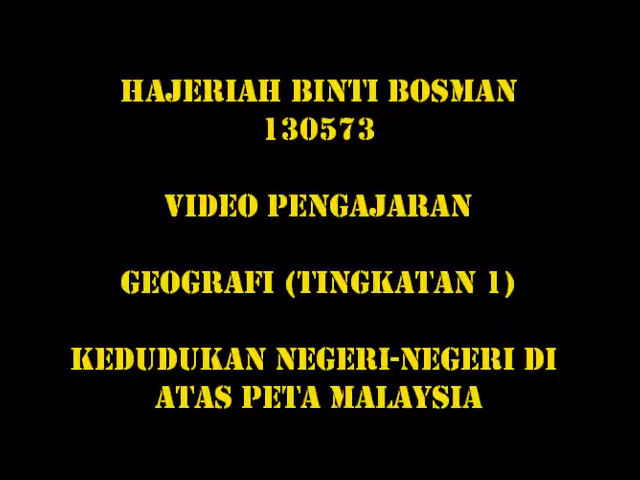 HAJERIAH BINTI BOSMAN
130573
VIDEO PENGAJARAN
GEOGRAFI (TINGKATAN 1)
KEDUDUKAN NEGERI-NEGERI DI
ATAS PETA MALAYSIA